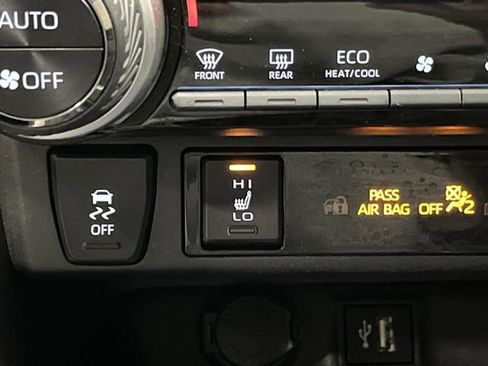 AUTO
OFF
FRONT
REAR
ECO
HEAT/COOL
OFF
HI
LO
PASS
AIR BAG OFF 2